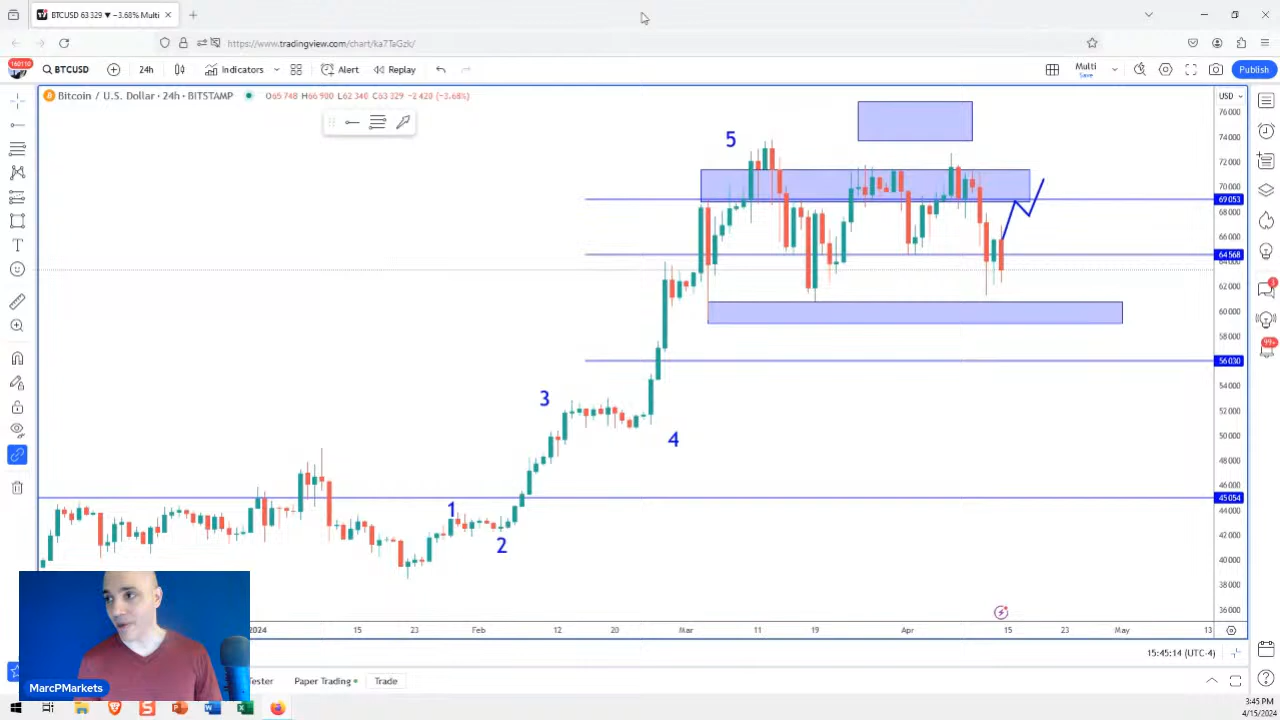 BTCUSD 63 329 ▼ −3.68% Multi
https://www.tradingview.com/chart/ka7TaGzk/
160110
BTCUSD
24h
Indicators
Alert
Replay
Multi
Save
Publish
Bitcoin / U.S. Dollar · 24h · BITSTAMP
O65 748 H66 900 L62 340 C63 329 −2 420 (−3.68%)
USD
76 000
74 000
72 000
70 000
69 053
68 000
66 000
64 568
62 000
60 000
58 000
56 030
54 000
52 000
50 000
48 000
46 000
45 054
44 000
42 000
40 000
38 000
36 000
5
3
4
1
2
99+
2024
15
23
Feb
12
20
Mar
11
19
Apr
15
23
May
13
15:45:14 (UTC-4)
MarcPMarkets
Tester
Paper Trading
Trade
3:45 PM
4/15/2024